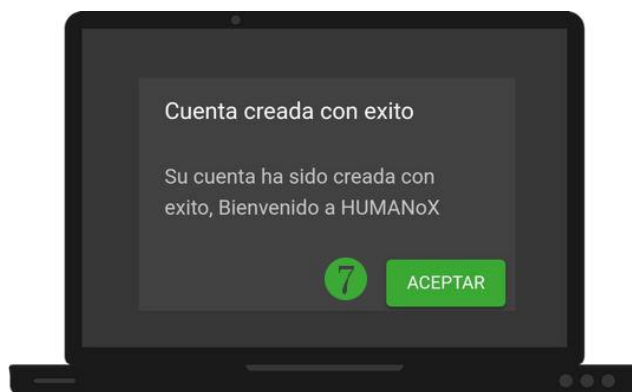 Cuenta creada con exito
Su cuenta ha sido creada con
exito, Bienvenido a HUMANoX
7 ACEPTAR